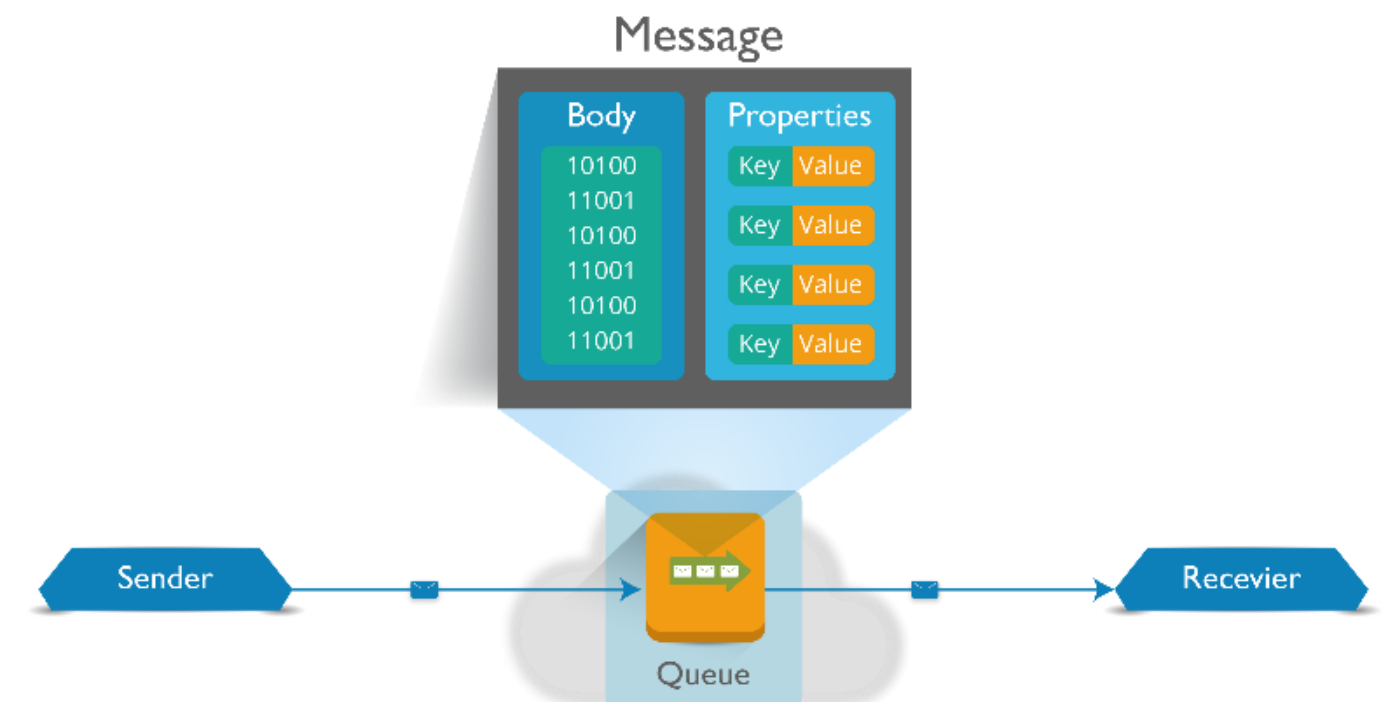 Message
Body
10100
11001
10100
11001
10100
11001
Properties
Key Value
Key Value
Key Value
Key Value
Sender
Queue
Recevier